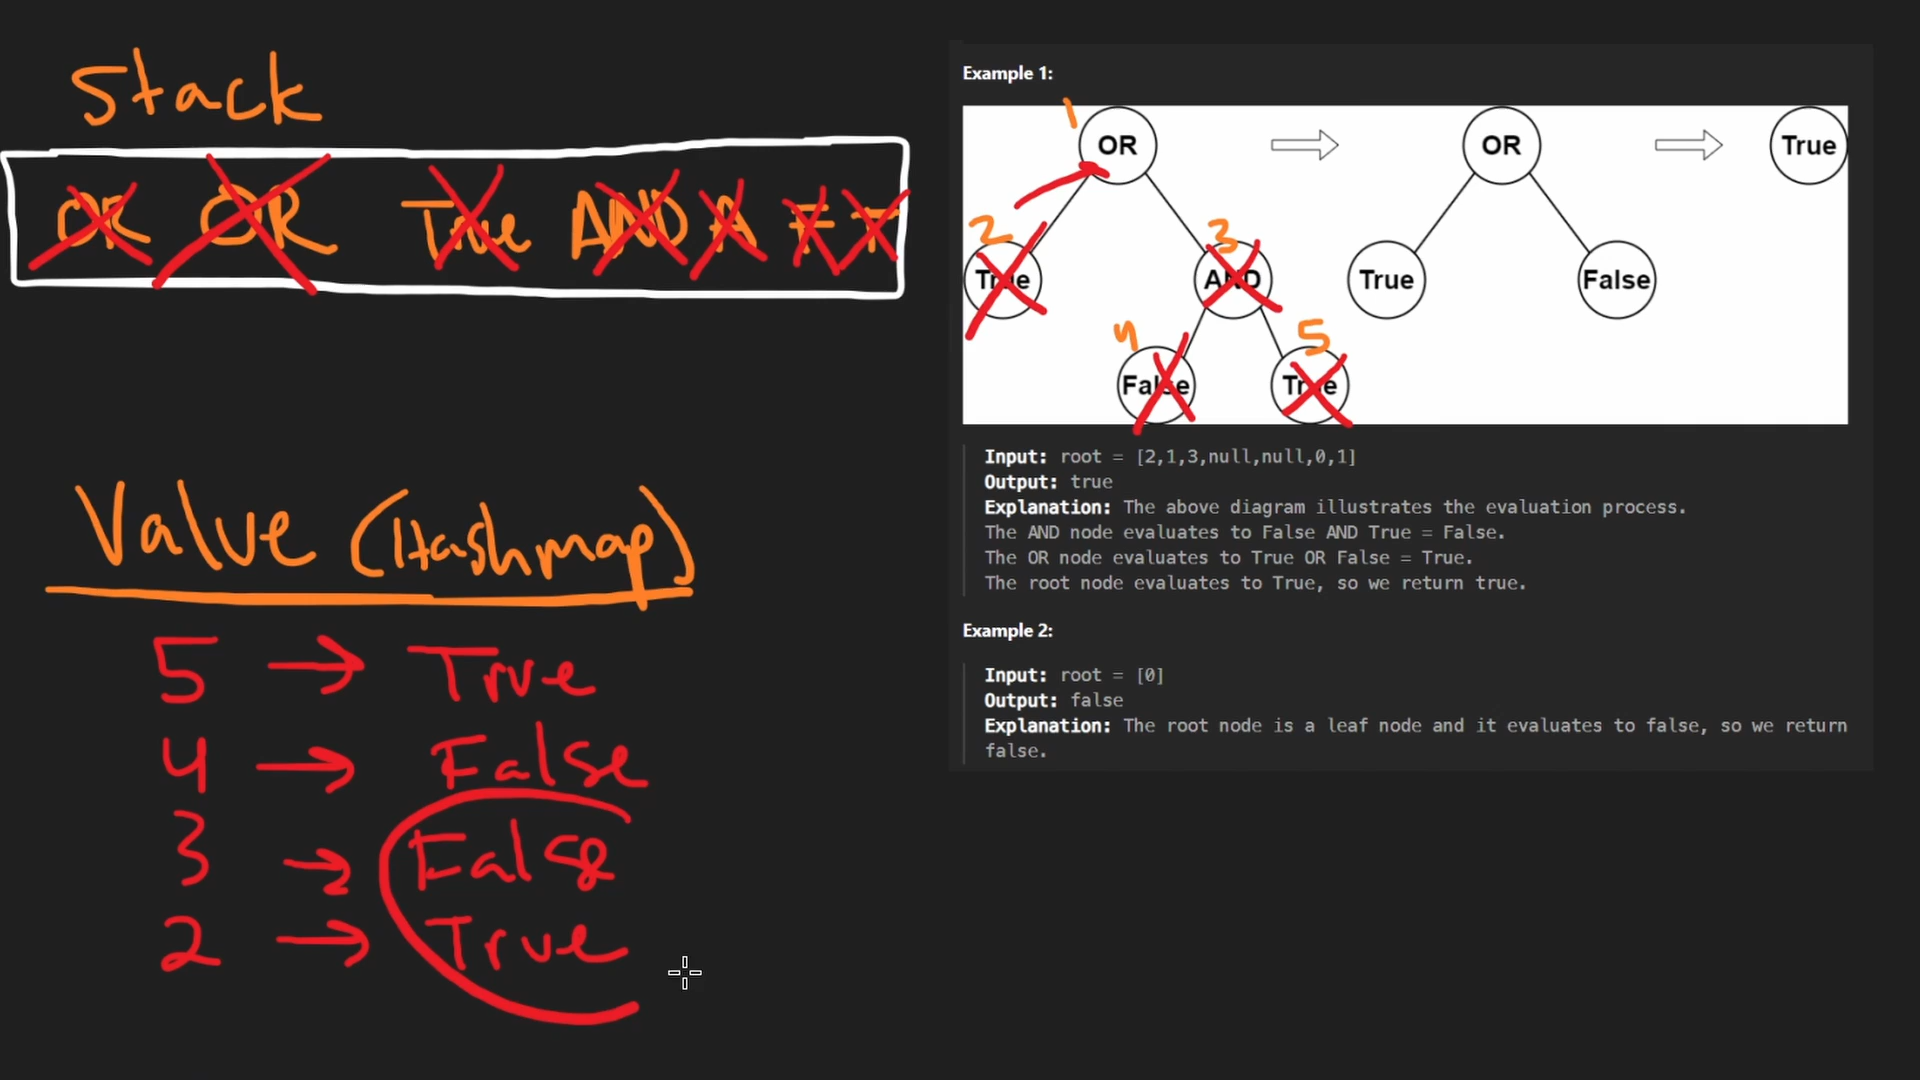 Stack
OR OR True AND A F T
Value (Hashmap)
5 → True
4 → False
3 → False
2 → True
Example 1:
1
OR
OR
True
2
3
True
AND
True
False
4
5
False
True
Input: root = [2,1,3,null,null,0,1]
Output: true
Explanation: The above diagram illustrates the evaluation process.
The AND node evaluates to False AND True = False.
The OR node evaluates to True OR False = True.
The root node evaluates to True, so we return true.
Example 2:
Input: root = [0]
Output: false
Explanation: The root node is a leaf node and it evaluates to false, so we return
false.